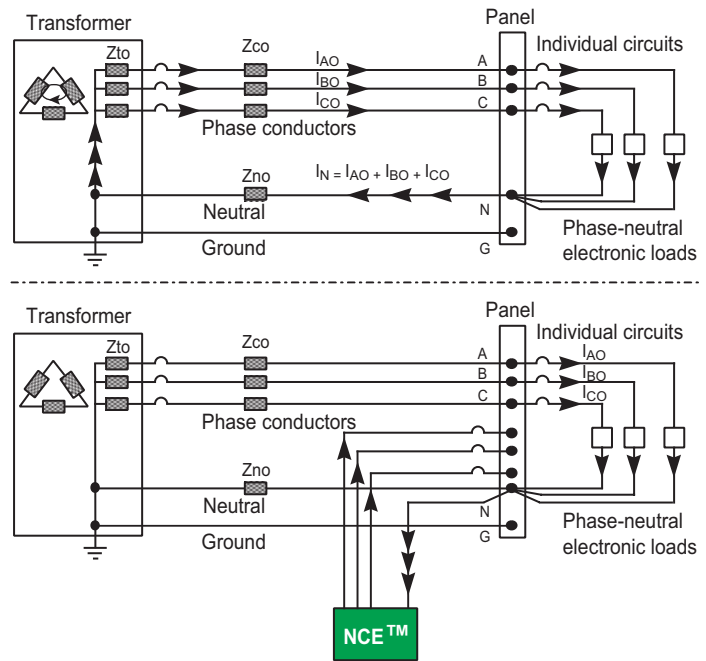 Transformer
Panel
Zto
Zco
IAO
A
Individual circuits
IBO
B
ICO
C
Phase conductors
Zno
IN = IAO + IBO + ICO
Neutral
N
Ground
G
Phase-neutral
electronic loads
Transformer
Panel
Zto
Zco
A
Individual circuits
IAO
B
IBO
C
ICO
Phase conductors
Zno
Neutral
N
Ground
G
Phase-neutral
electronic loads
NCE™